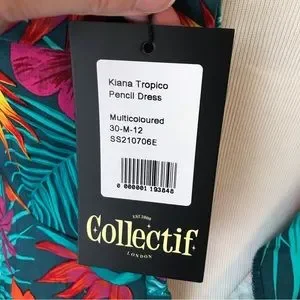 Kiana Tropico
Pencil Dress
Multicoloured
30-M-12
SS210706E
0 000001 193848
EST.2000
Collectif
LONDON